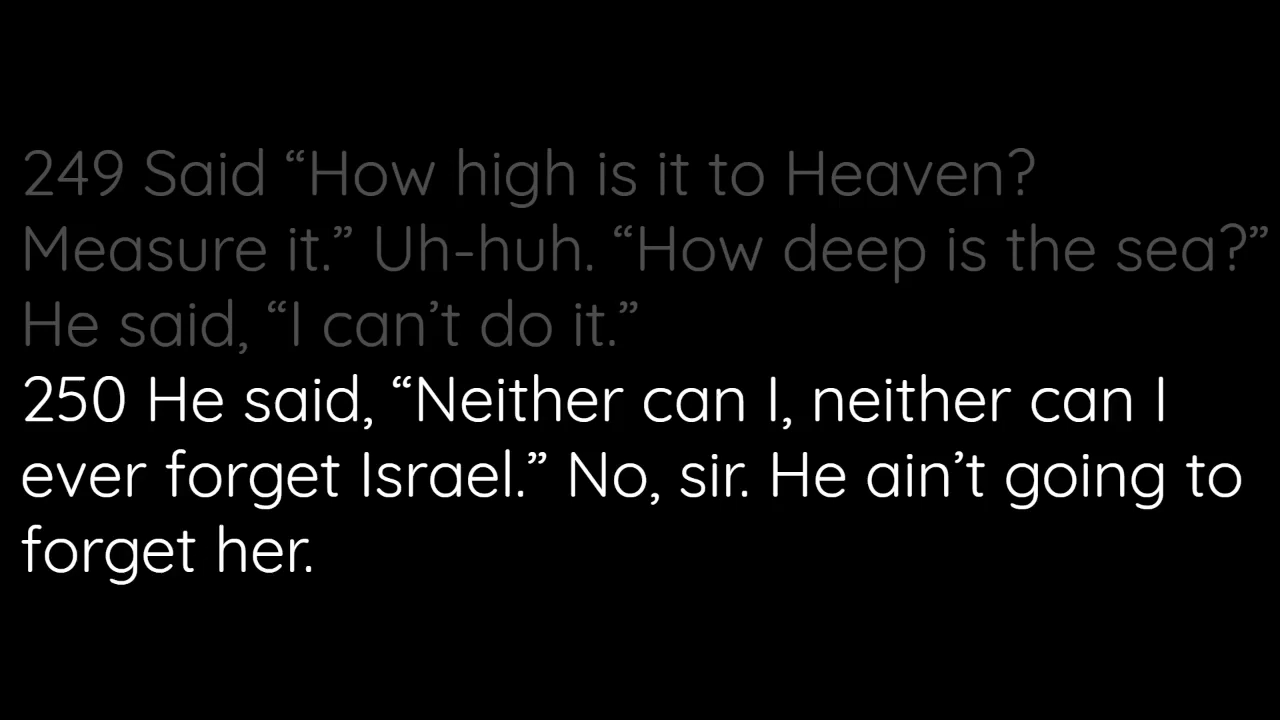 249 Said “How high is it to Heaven?
Measure it.” Uh-huh. “How deep is the sea?”
He said, “I can’t do it.”
250 He said, “Neither can I, neither can I
ever forget Israel.” No, sir. He ain’t going to
forget her.